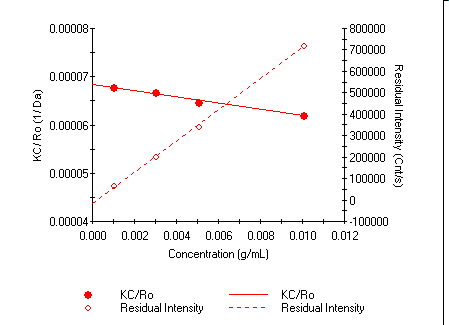 0.00008
0.00007
0.00006
0.00005
0.00004
KC/Ro (1/Da)
800000
700000
600000
500000
400000
300000
200000
100000
0
-100000
Residual Intensity (Cnt/s)
0.000 0.002 0.004 0.006 0.008 0.010 0.012
Concentration (g/mL)
KC/Ro KC/Ro
Residual Intensity Residual Intensity